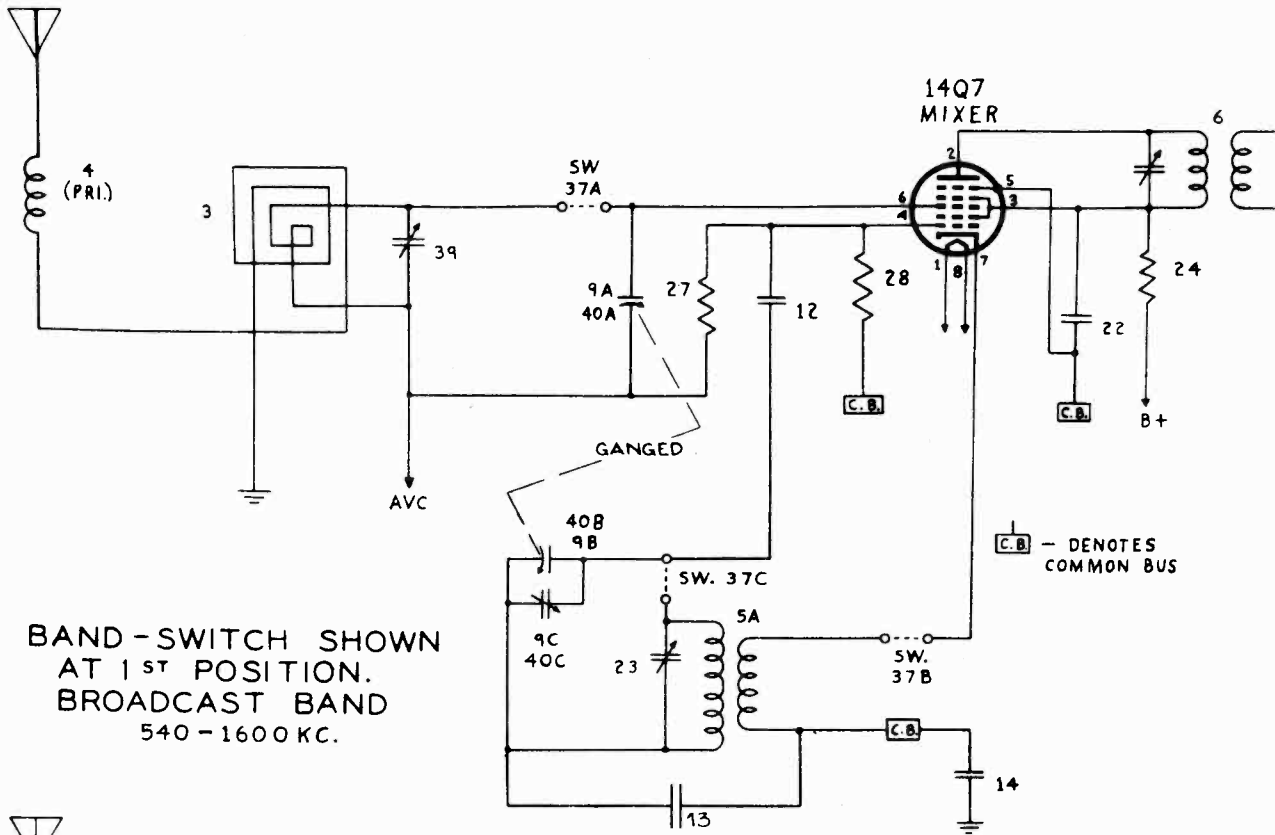 14Q7
MIXER
6
2
5
4
(PRI.)
3
SW
37A
6
4
3
39
1
8
7
9A
40A
27
12
28
24
22
C.B.
C.B.
B+
GANGED
AVC
40B
9B
C.B. - DENOTES
COMMON BUS
SW. 37C
5A
9C
40C
23
SW.
37B
BAND-SWITCH SHOWN
AT 1ST POSITION.
BROADCAST BAND
540-1600 KC.
C.B.
14
13